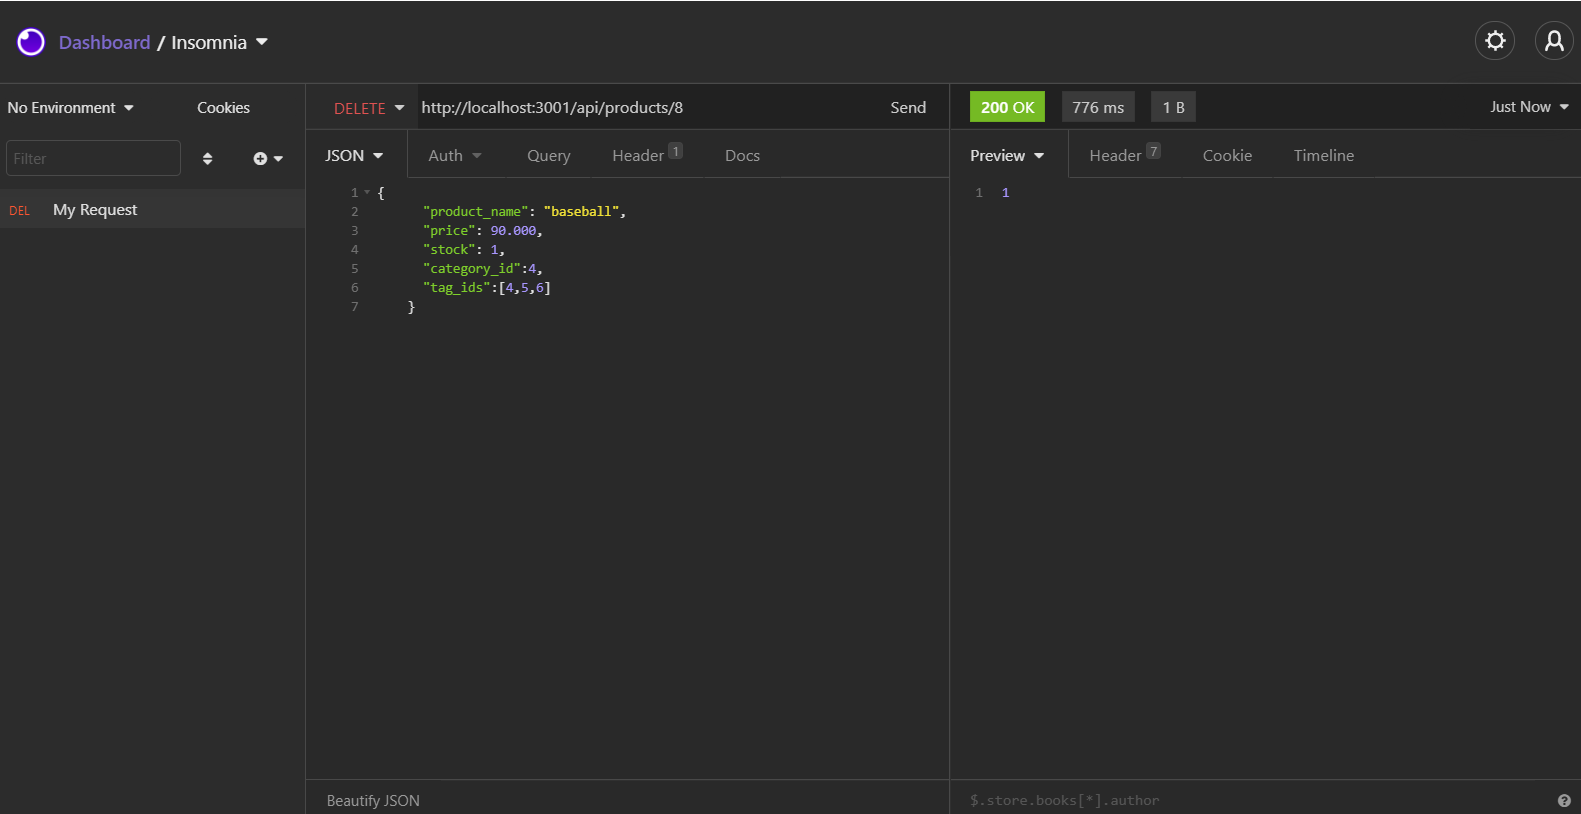 Dashboard / Insomnia
No Environment
Cookies
DELETE
http://localhost:3001/api/products/8
Send
200 OK
776 ms
1 B
Just Now
Filter
JSON
Auth
Query
Header 1
Docs
Preview
Header 7
Cookie
Timeline
DEL My Request
1 {
2 "product_name": "baseball",
3 "price": 90.000,
4 "stock": 1,
5 "category_id":4,
6 "tag_ids":[4,5,6]
7 }
1 1
Beautify JSON
$.store.books[*].author
?